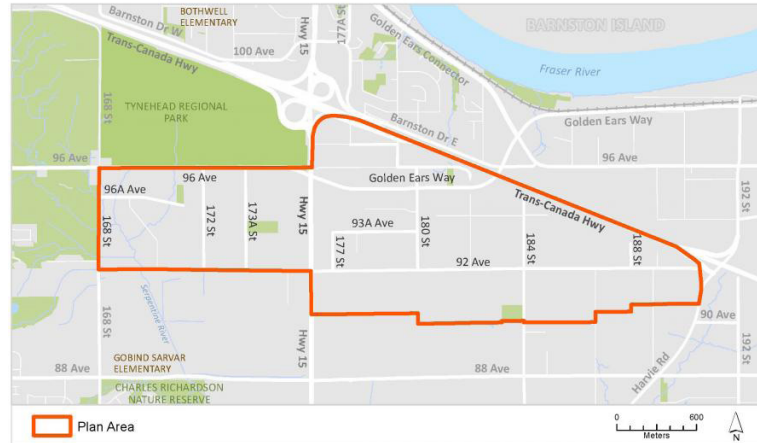 BOTHWELL
ELEMENTARY
Barnston Dr W
Trans-Canada Hwy
100 Ave
Hwy 15
177A St
Golden Ears Connector
BARNSTON ISLAND
Fraser River
168 St
TYNEHEAD REGIONAL
PARK
Barnston Dr E
Golden Ears Way
96 Ave
96 Ave
96 Ave
96A Ave
Golden Ears Way
Trans-Canada Hwy
192 St
168 St
172 St
173A St
Hwy 15
177 St
93A Ave
180 St
184 St
188 St
92 Ave
168 St
Serpentine River
Hwy 15
90 Ave
Harvie Rd
192 St
88 Ave
GOBIND SARVAR
ELEMENTARY
88 Ave
CHARLES RICHARDSON
NATURE RESERVE
Plan Area
0 600
Meters
N